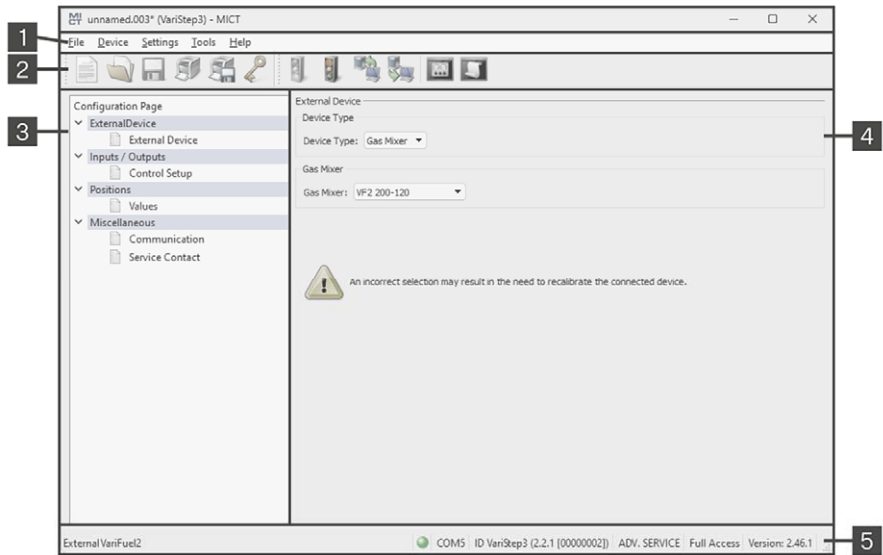 MICT unnamed.003* (VariStep3) - MICT
1
File Device Settings Tools Help
2
3
Configuration Page
ExternalDevice
External Device
Inputs / Outputs
Control Setup
Positions
Values
Miscellaneous
Communication
Service Contact
External Device
Device Type
Device Type: Gas Mixer
4
Gas Mixer
Gas Mixer: VF2 200-120
An incorrect selection may result in the need to recalibrate the connected device.
External VariFuel2 COM5 ID VariStep3 (2.2.1 [00000002]) ADV. SERVICE Full Access Version: 2.46.1
5